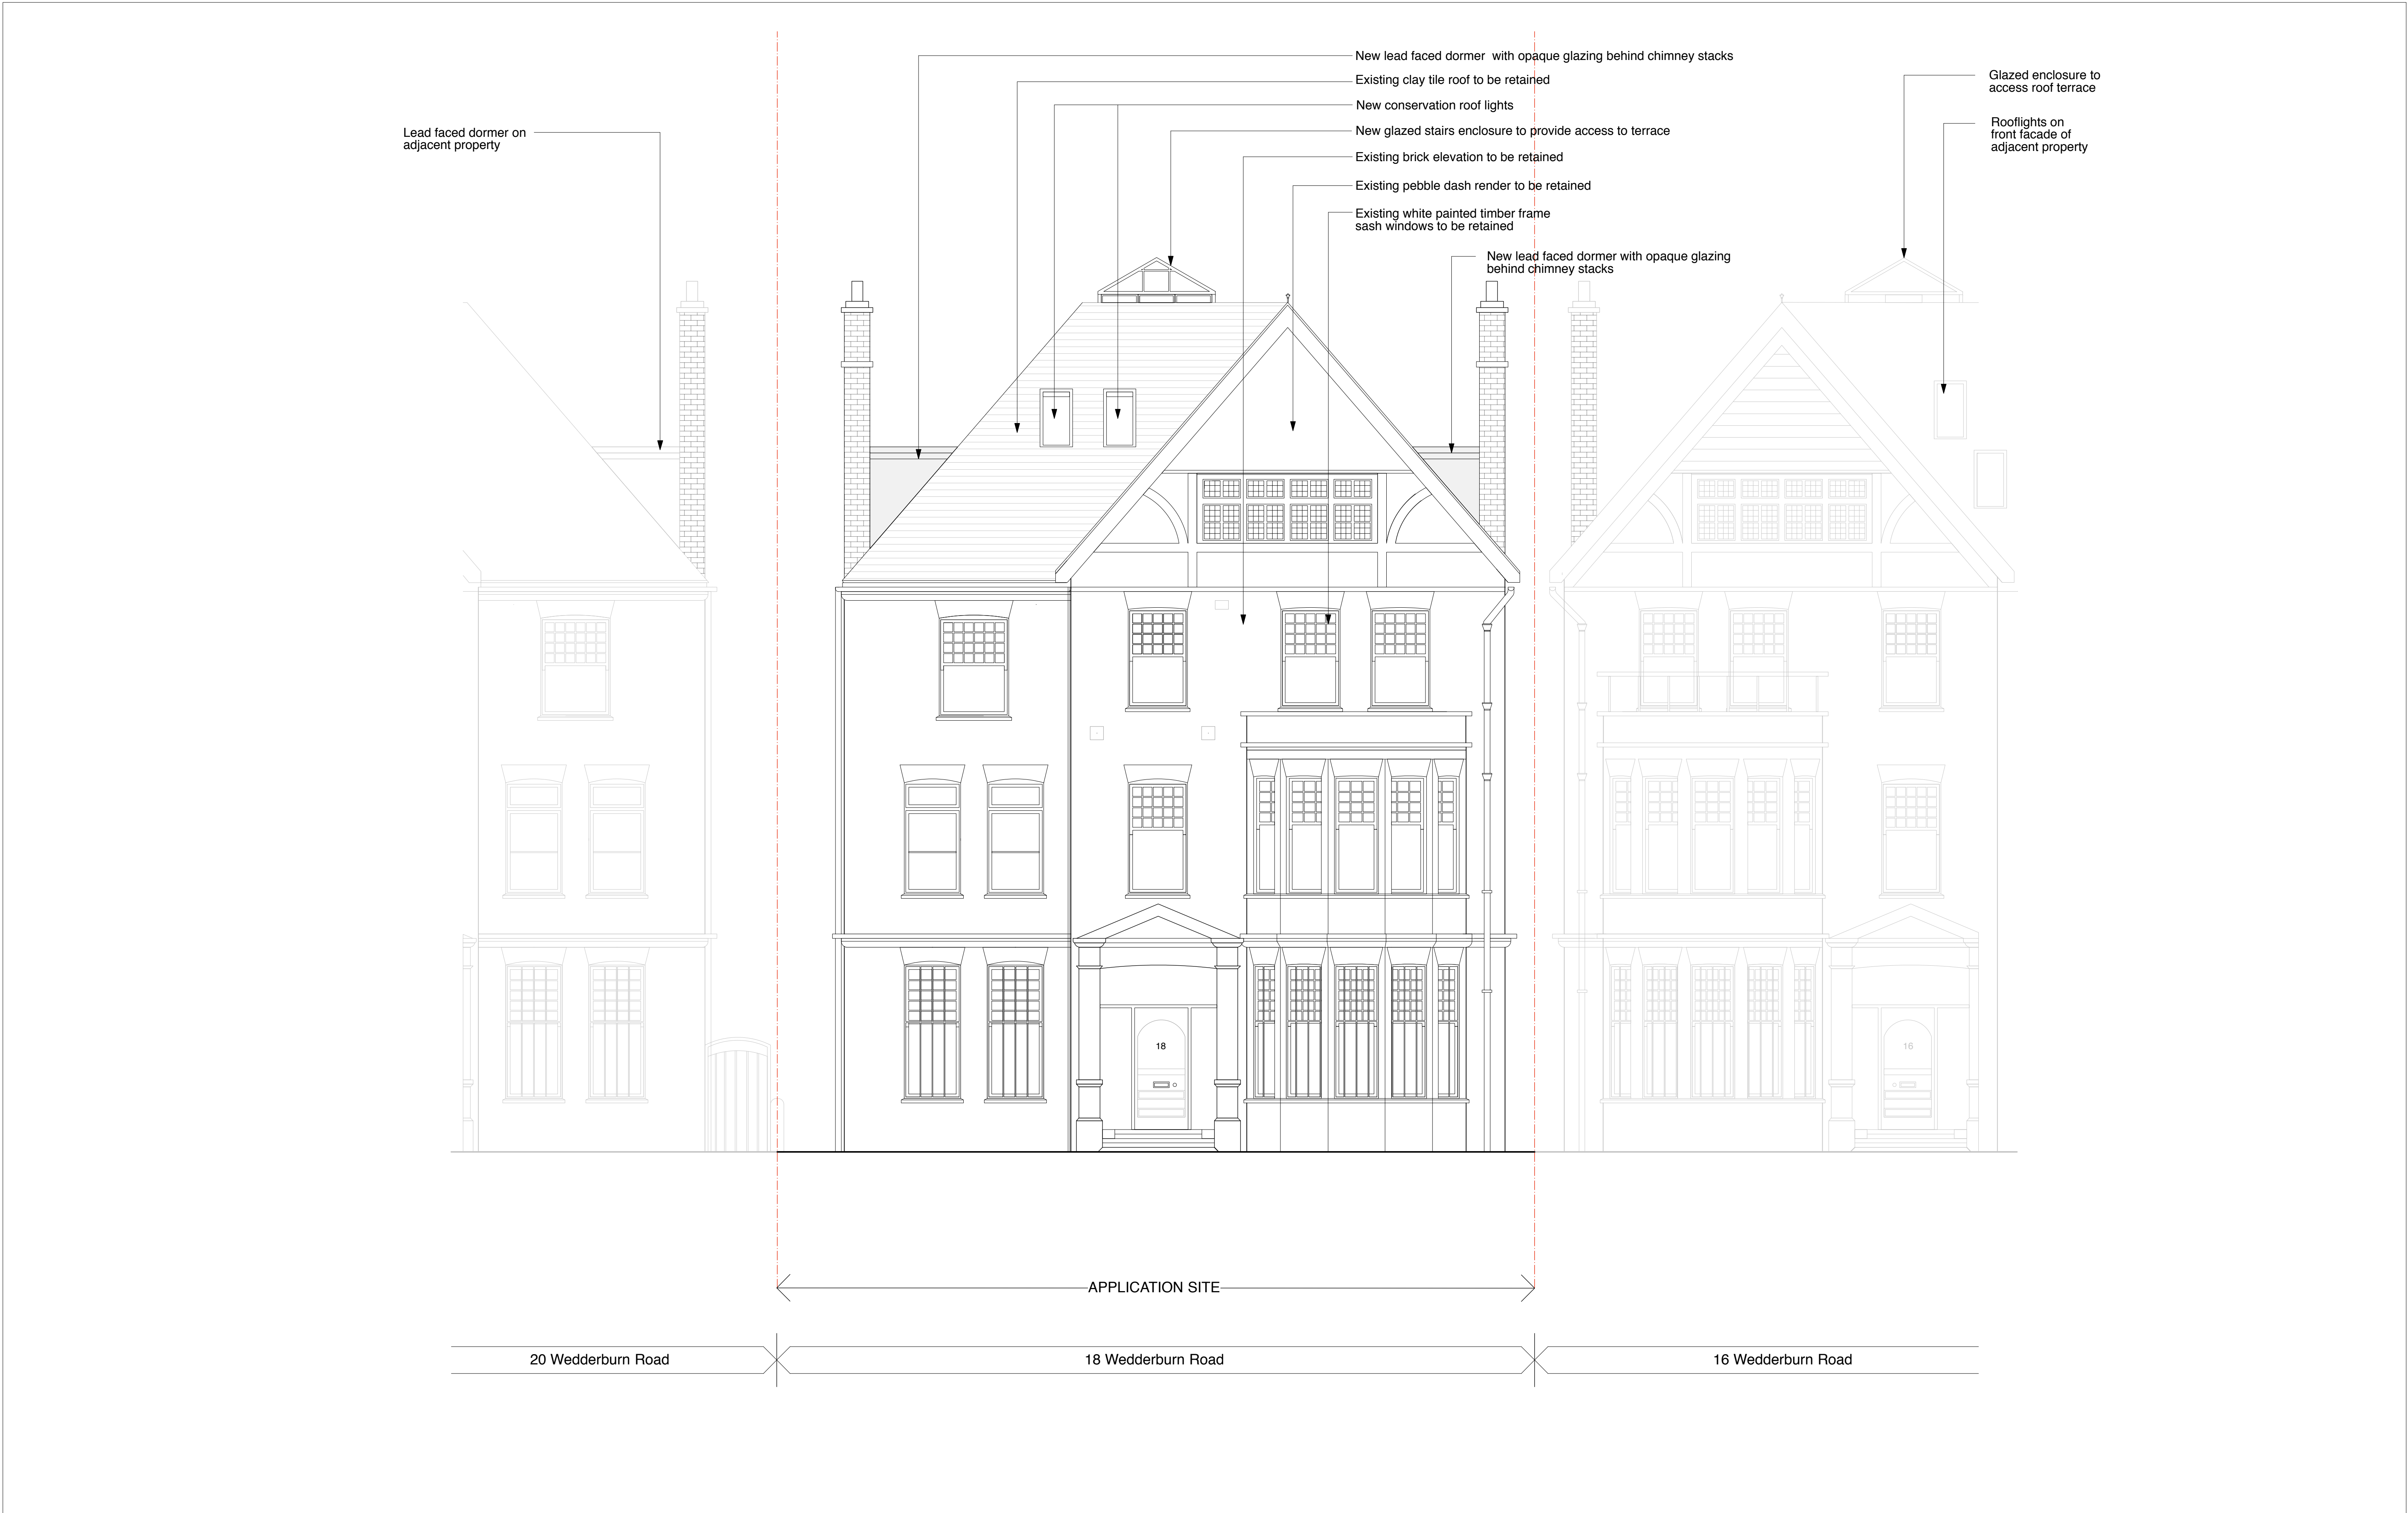 New lead faced dormer with opaque glazing behind chimney stacks
Existing clay tile roof to be retained
New conservation roof lights
New glazed stairs enclosure to provide access to terrace
Existing brick elevation to be retained
Existing pebble dash render to be retained
Existing white painted timber frame
sash windows to be retained
New lead faced dormer with opaque glazing
behind chimney stacks
Glazed enclosure to
access roof terrace
Rooflights on
front facade of
adjacent property
Lead faced dormer on
adjacent property
18
16
APPLICATION SITE
20 Wedderburn Road
18 Wedderburn Road
16 Wedderburn Road